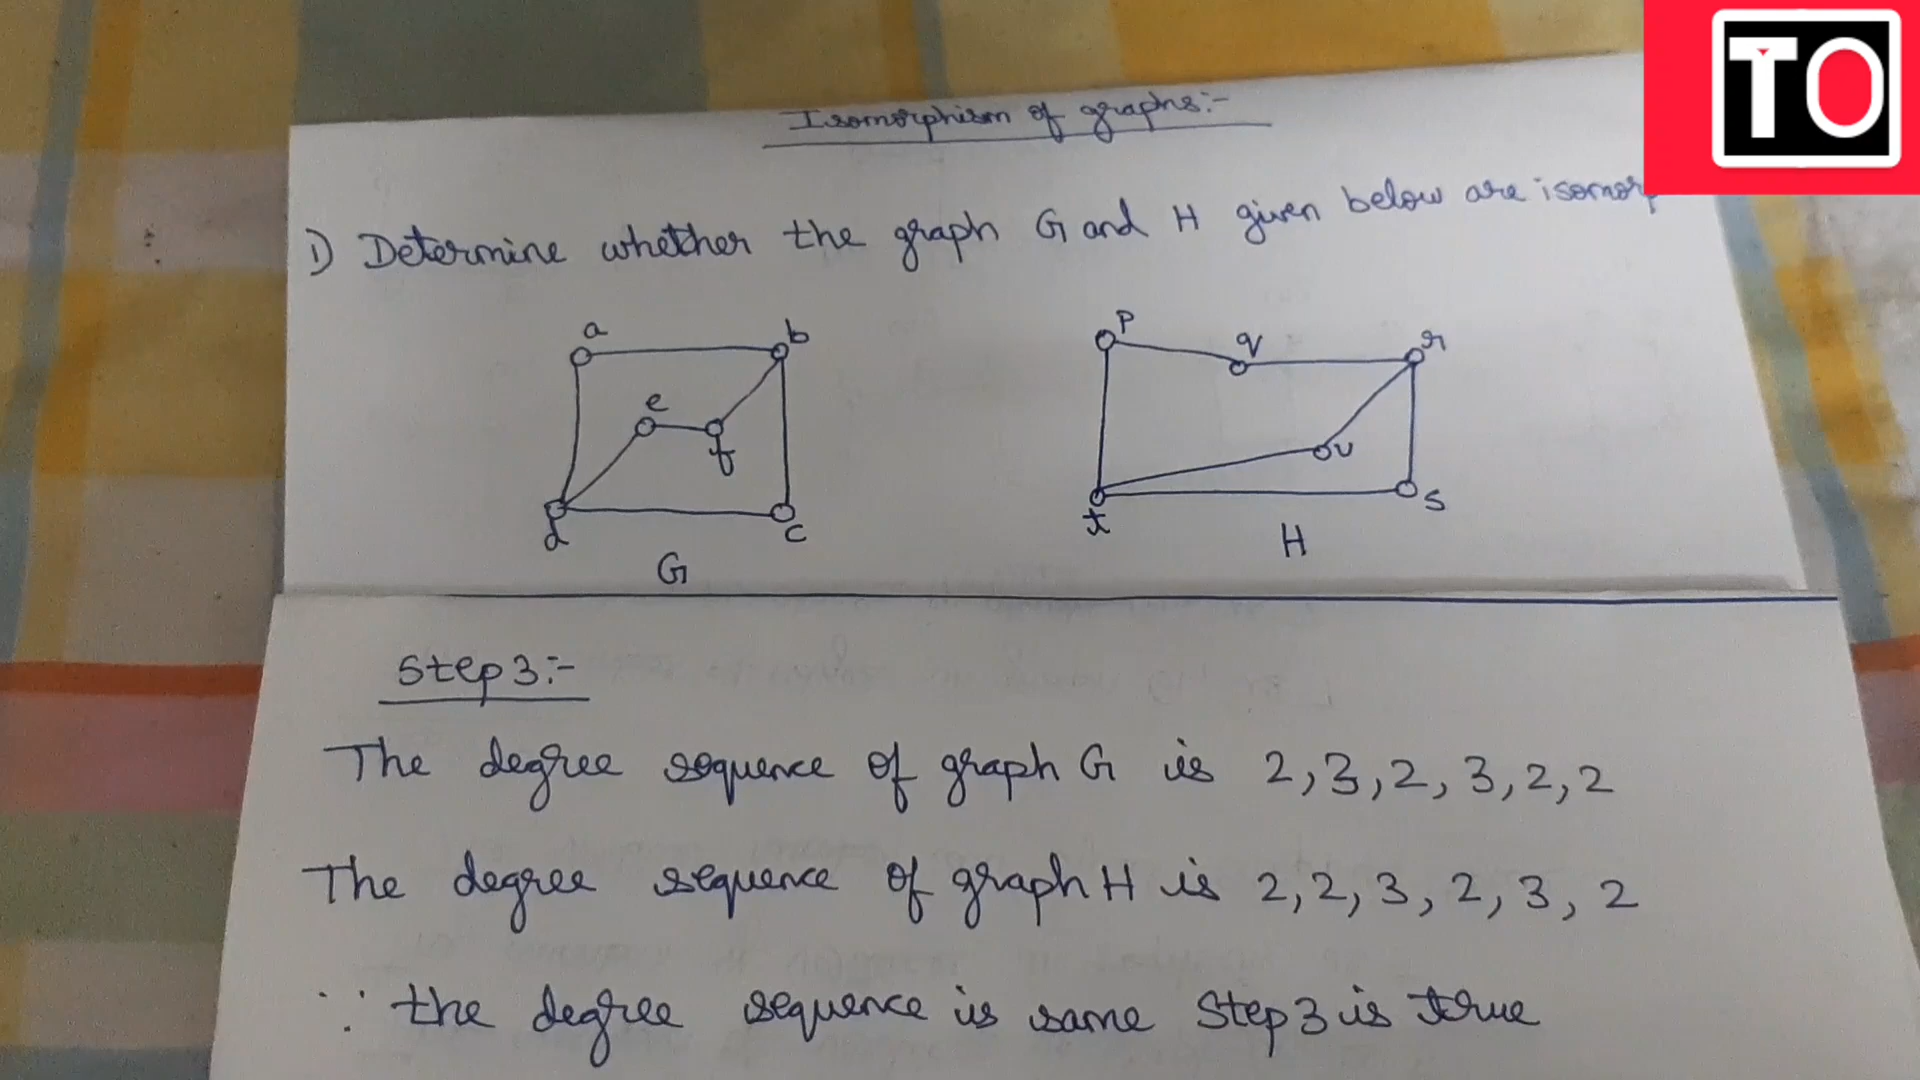 TO
Isomorphism of graphs:-
1) Determine whether the graph G and H given below are isomor
a b
e
f
d c
G
p q r
v
t s
H
Step 3:-
The degree sequence of graph G is 2,3,2,3,2,2
The degree sequence of graph H is 2,2,3,2,3,2
∵ the degree sequence is same Step 3 is true